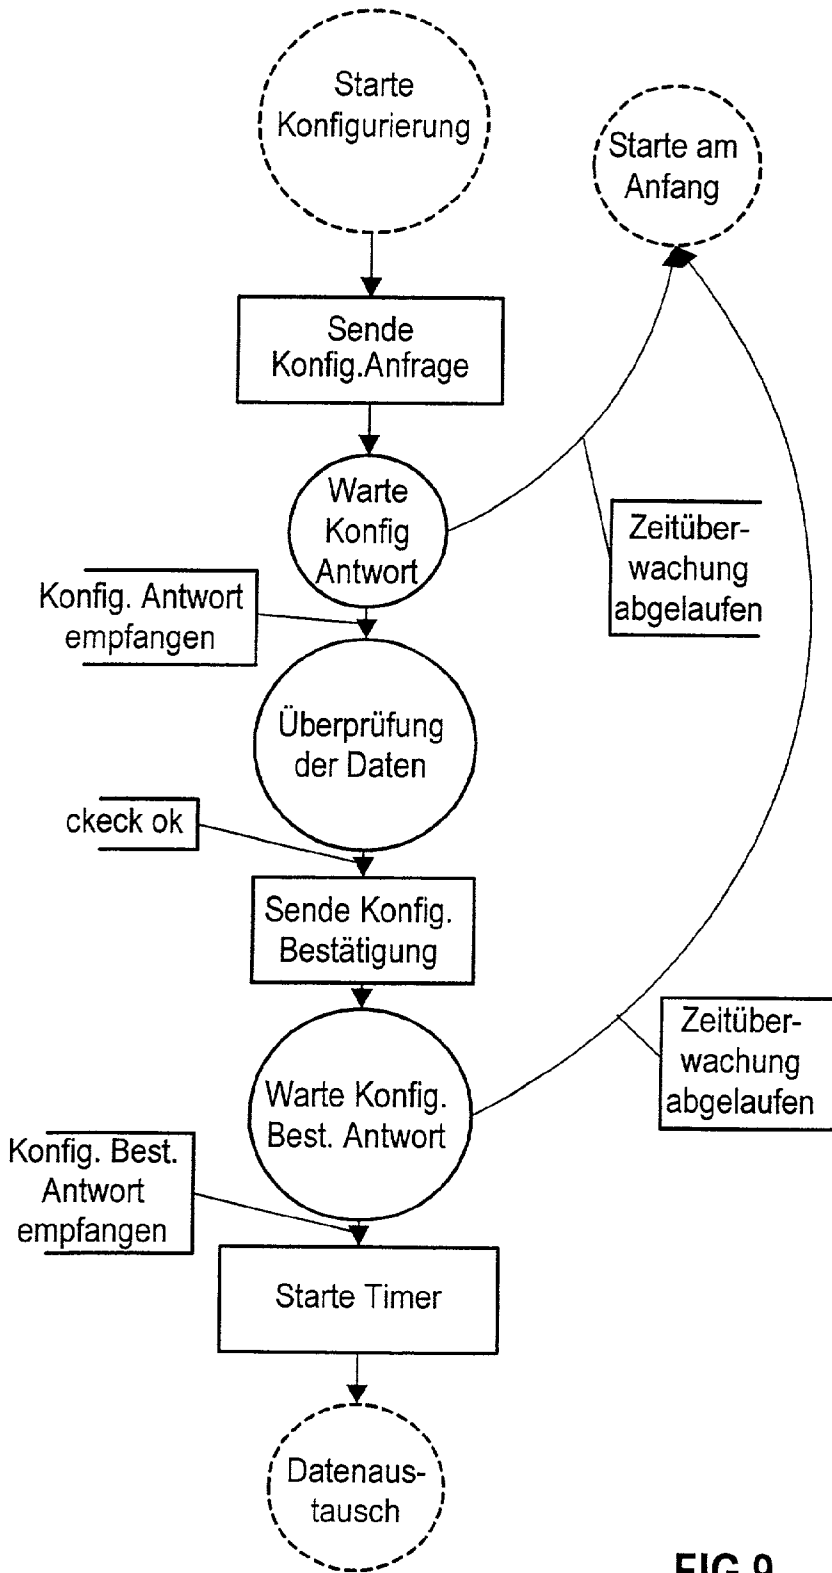 Starte
Konfigurierung
Starte am
Anfang
Sende
Konfig.Anfrage
Warte
Konfig
Antwort
Zeitüber-
wachung
abgelaufen
Konfig. Antwort
empfangen
Überprüfung
der Daten
ckeck ok
Sende Konfig.
Bestätigung
Zeitüber-
wachung
abgelaufen
Warte Konfig.
Best. Antwort
Konfig. Best.
Antwort
empfangen
Starte Timer
Datenaus-
tausch
FIG 9